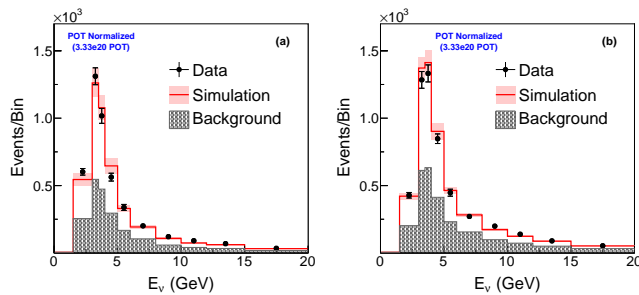 ×10³
POT Normalized
(3.33e20 POT)
(a)
Data
Simulation
Background
Events/Bin
1.5
1.0
0.5
0 5 10 15 20
E_ν (GeV)
×10³
POT Normalized
(3.33e20 POT)
(b)
Data
Simulation
Background
Events/Bin
1.5
1.0
0.5
0 5 10 15 20
E_ν (GeV)